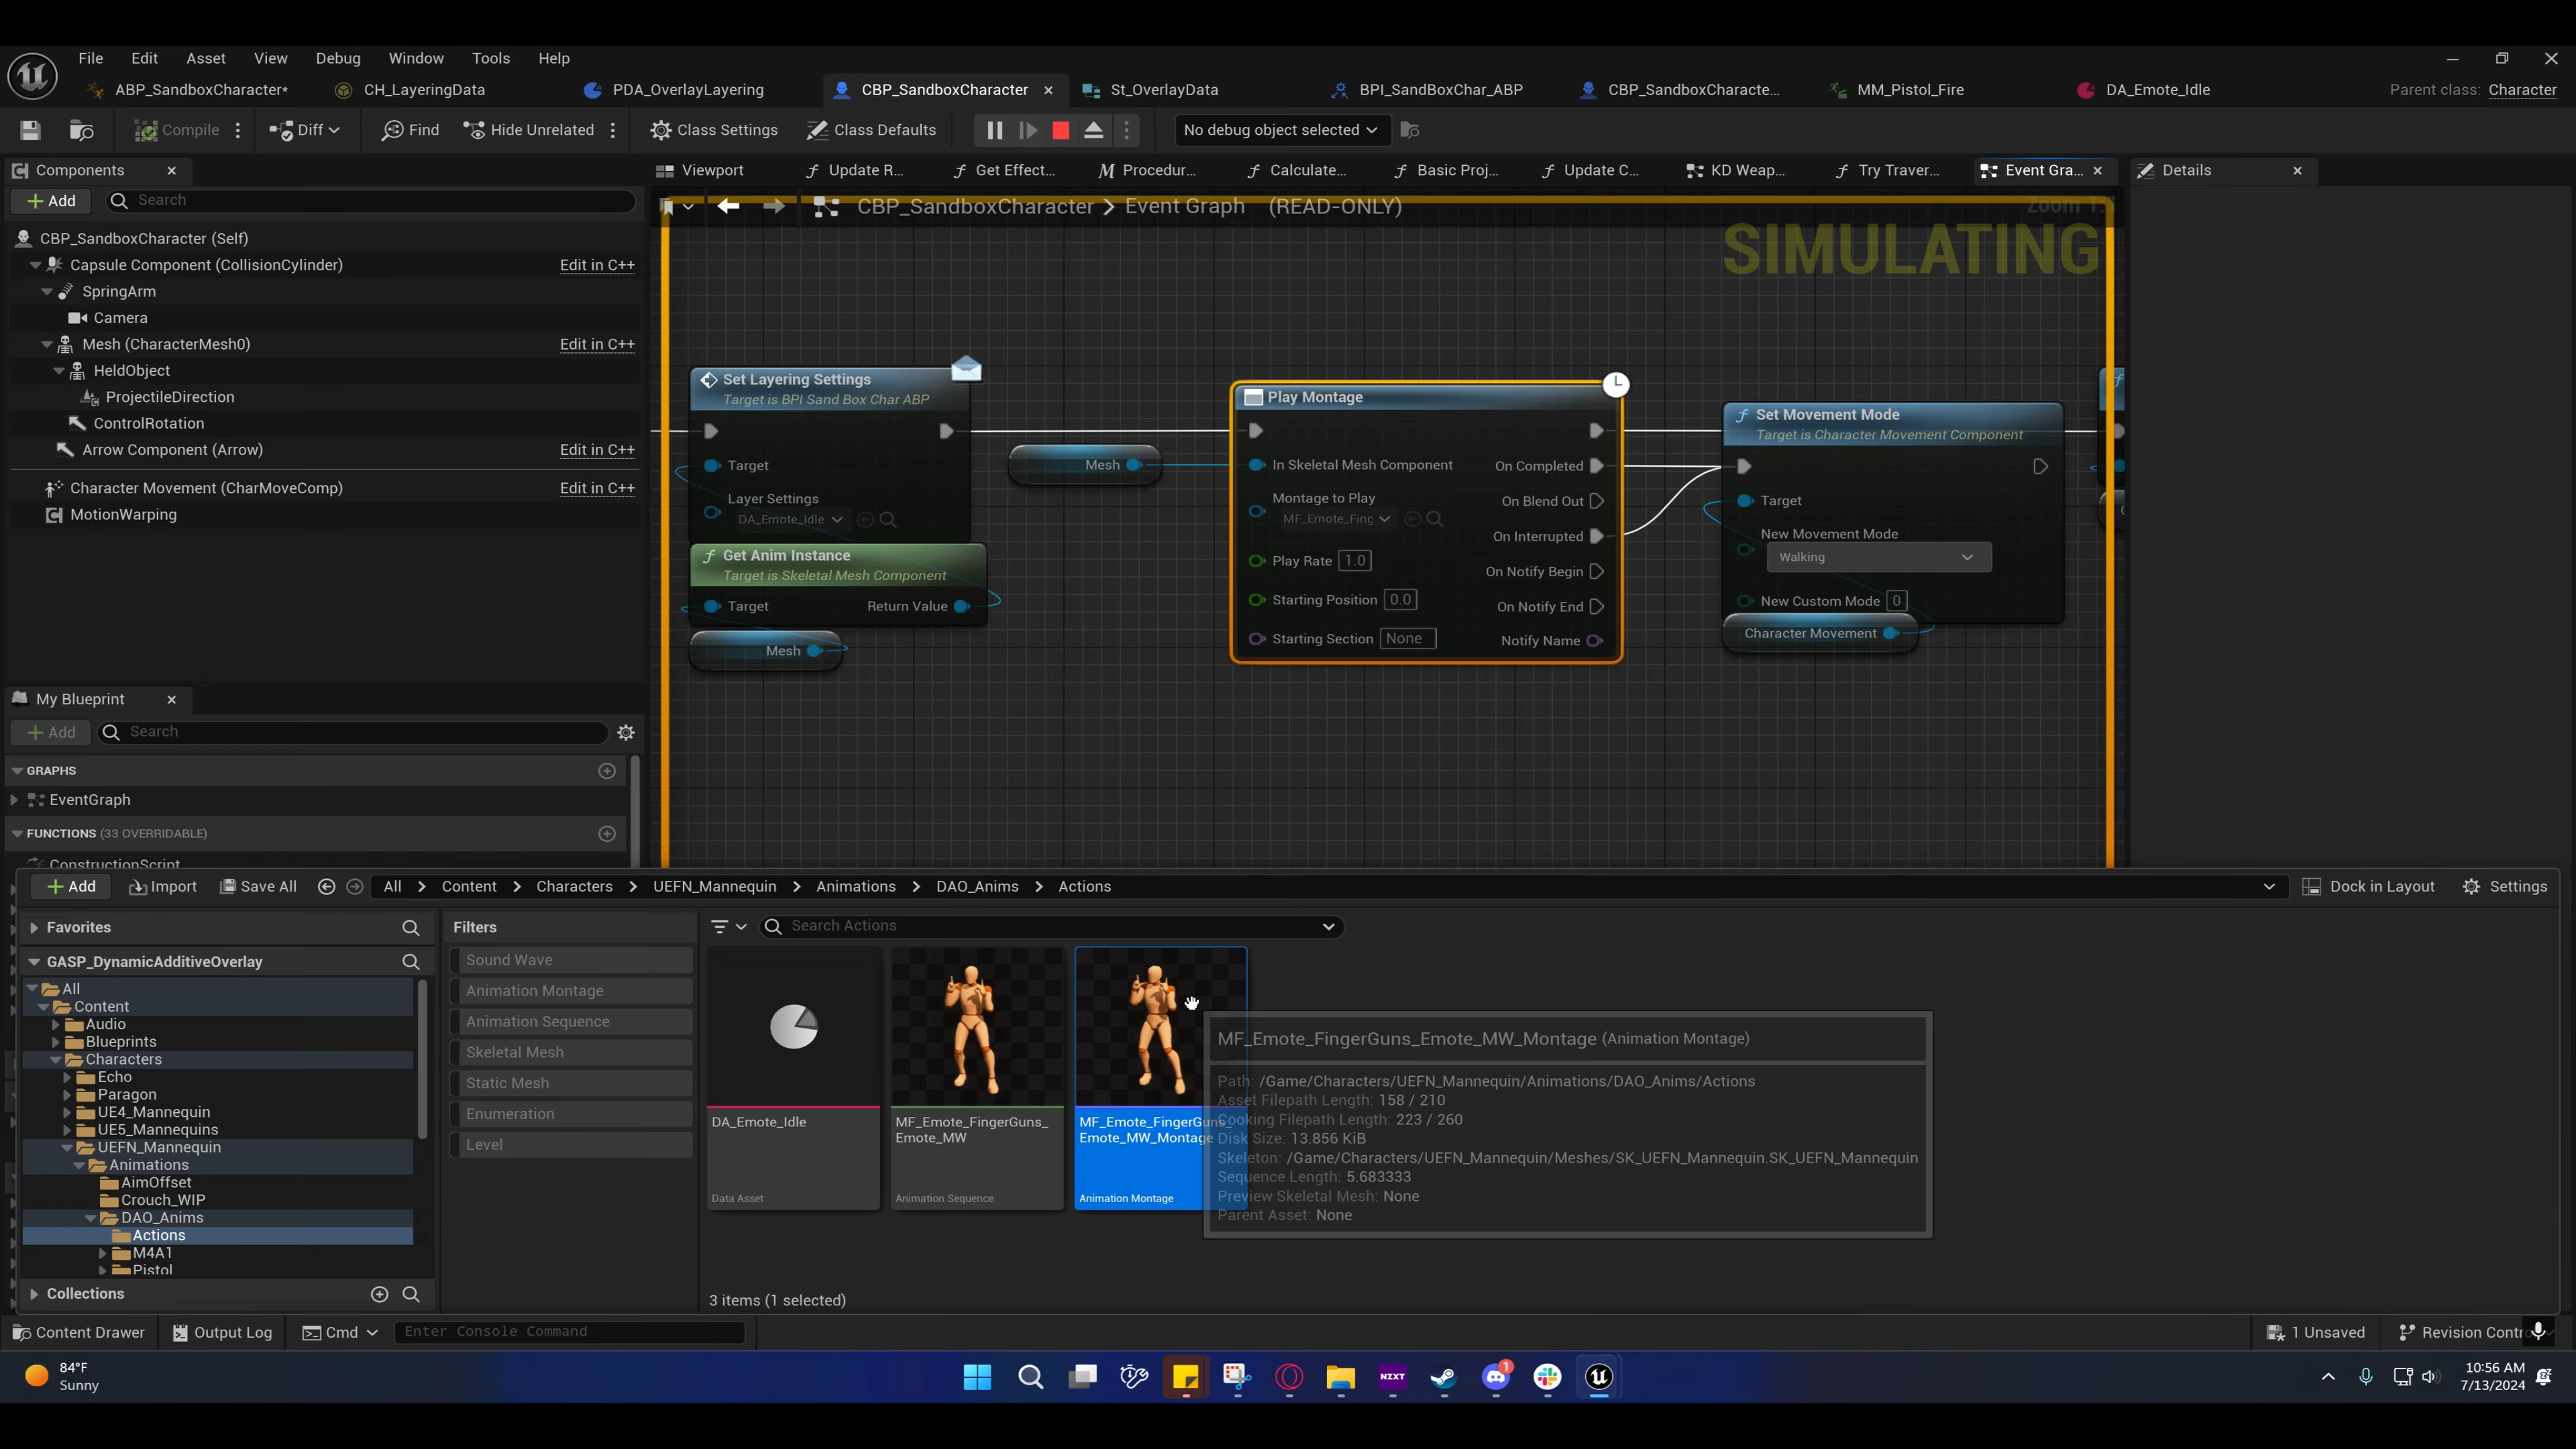 File Edit Asset View Debug Window Tools Help
ABP_SandboxCharacter* CH_LayeringData PDA_OverlayLayering CBP_SandboxCharacter St_OverlayData BPI_SandBoxChar_ABP CBP_SandboxCharacte... MM_Pistol_Fire DA_Emote_Idle Parent class: Character
Compile Diff Find Hide Unrelated Class Settings Class Defaults No debug object selected
Components
Viewport Update R... Get Effect... Procedur... Calculate... Basic Proj... Update C... KD Weap... Try Traver... Event Gra... Details
+ Add Search
CBP_SandboxCharacter > Event Graph (READ-ONLY) Zoom 1:
SIMULATING
CBP_SandboxCharacter (Self)
Capsule Component (CollisionCylinder) Edit in C++
SpringArm
Camera
Mesh (CharacterMesh0) Edit in C++
HeldObject
ProjectileDirection
ControlRotation
Arrow Component (Arrow) Edit in C++
Character Movement (CharMoveComp) Edit in C++
MotionWarping
Set Layering Settings
Target is BPI Sand Box Char ABP
Target
Layer Settings
DA_Emote_Idle
Get Anim Instance
Target is Skeletal Mesh Component
Target Return Value
Mesh
Mesh
Play Montage
In Skeletal Mesh Component On Completed
Montage to Play On Blend Out
MF_Emote_Fing
On Interrupted
Play Rate 1.0 On Notify Begin
Starting Position 0.0 On Notify End
Starting Section None Notify Name
Set Movement Mode
Target is Character Movement Component
Target
New Movement Mode
Walking
New Custom Mode 0
Character Movement
My Blueprint
+ Add Search
GRAPHS
EventGraph
FUNCTIONS (33 OVERRIDABLE)
ConstructionScript
+ Add Import Save All All > Content > Characters > UEFN_Mannequin > Animations > DAO_Anims > Actions Dock in Layout Settings
Favorites
GASP_DynamicAdditiveOverlay
All
Content
Audio
Blueprints
Characters
Echo
Paragon
UE4_Mannequin
UE5_Mannequins
UEFN_Mannequin
Animations
AimOffset
Crouch_WIP
DAO_Anims
Actions
M4A1
Pistol
Collections
Filters
Sound Wave
Animation Montage
Animation Sequence
Skeletal Mesh
Static Mesh
Enumeration
Level
Search Actions
DA_Emote_Idle
Data Asset
MF_Emote_FingerGuns_
Emote_MW
Animation Sequence
MF_Emote_FingerGuns_
Emote_MW_Montage
Animation Montage
MF_Emote_FingerGuns_Emote_MW_Montage (Animation Montage)
Path: /Game/Characters/UEFN_Mannequin/Animations/DAO_Anims/Actions
Asset Filepath Length: 158 / 210
Cooking Filepath Length: 223 / 260
Disk Size: 13.856 KiB
Skeleton: /Game/Characters/UEFN_Mannequin/Meshes/SK_UEFN_Mannequin.SK_UEFN_Mannequin
Sequence Length: 5.683333
Preview Skeletal Mesh: None
Parent Asset: None
3 items (1 selected)
Content Drawer Output Log Cmd Enter Console Command 1 Unsaved Revision Contr
84°F
Sunny
NZXT
1
10:56 AM
7/13/2024